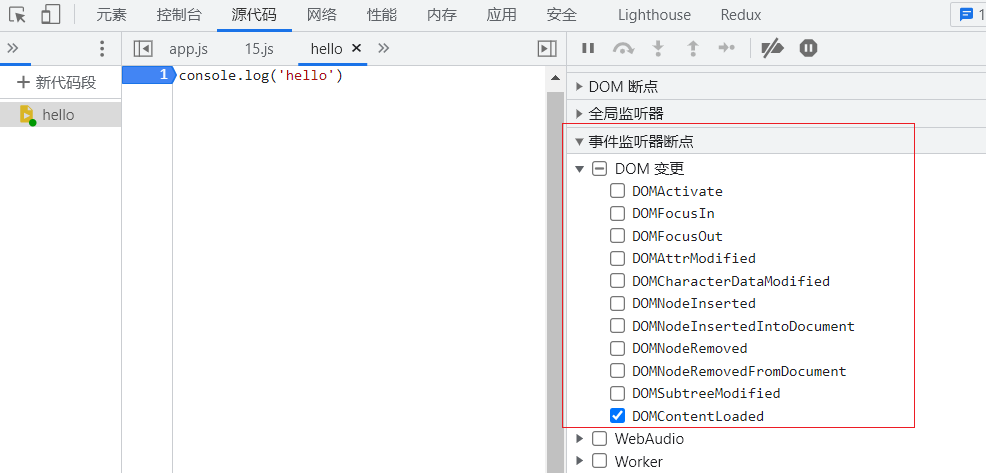 元素 控制台 源代码 网络 性能 内存 应用 安全 Lighthouse Redux 1
» app.js 15.js hello × »
+ 新代码段
hello
1 console.log('hello')
DOM 断点
全局监听器
事件监听器断点
DOM 变更
DOMActivate
DOMFocusIn
DOMFocusOut
DOMAttrModified
DOMCharacterDataModified
DOMNodeInserted
DOMNodeInsertedIntoDocument
DOMNodeRemoved
DOMNodeRemovedFromDocument
DOMSubtreeModified
DOMContentLoaded
WebAudio
Worker